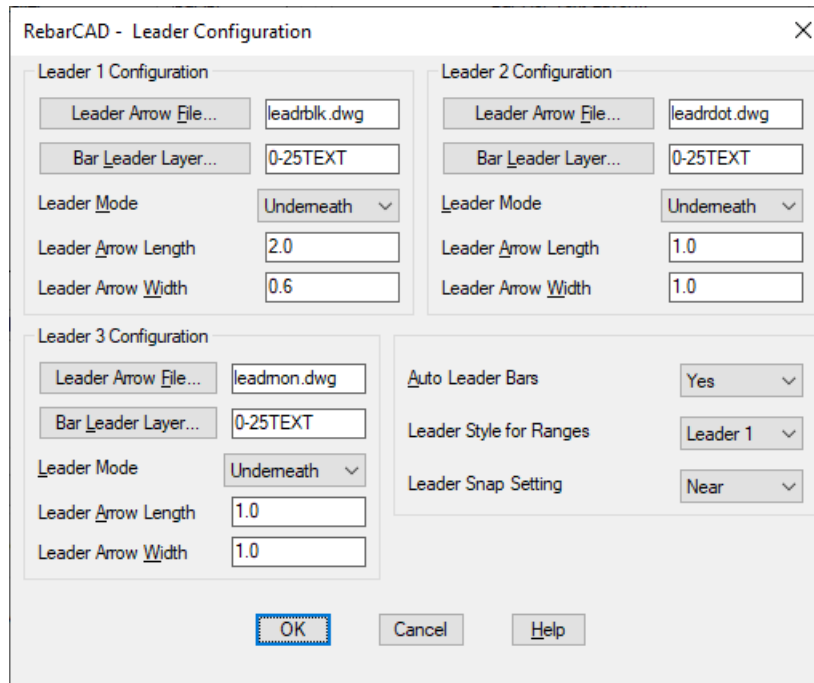 RebarCAD - Leader Configuration
Leader 1 Configuration
Leader Arrow File... leadrblk.dwg
Bar Leader Layer... 0-25TEXT
Leader Mode Underneath
Leader Arrow Length 2.0
Leader Arrow Width 0.6
Leader 2 Configuration
Leader Arrow File... leadrdot.dwg
Bar Leader Layer... 0-25TEXT
Leader Mode Underneath
Leader Arrow Length 1.0
Leader Arrow Width 1.0
Leader 3 Configuration
Leader Arrow File... leadmon.dwg
Bar Leader Layer... 0-25TEXT
Leader Mode Underneath
Leader Arrow Length 1.0
Leader Arrow Width 1.0
Auto Leader Bars Yes
Leader Style for Ranges Leader 1
Leader Snap Setting Near
OK Cancel Help